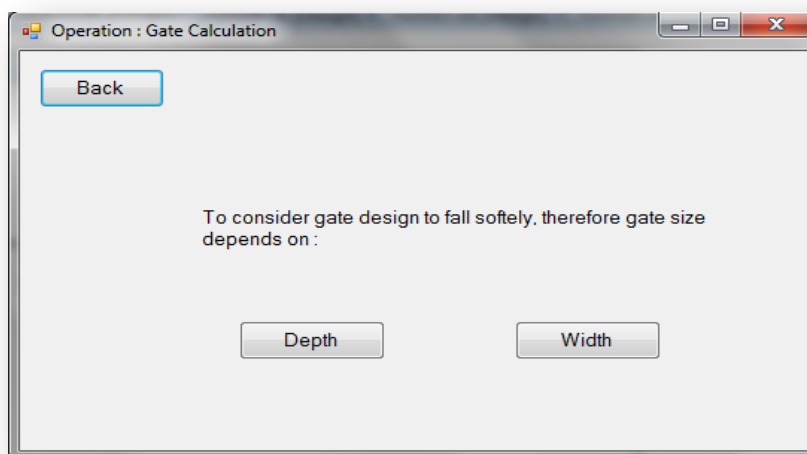 Operation : Gate Calculation
Back
To consider gate design to fall softely, therefore gate size
depends on :
Depth
Width